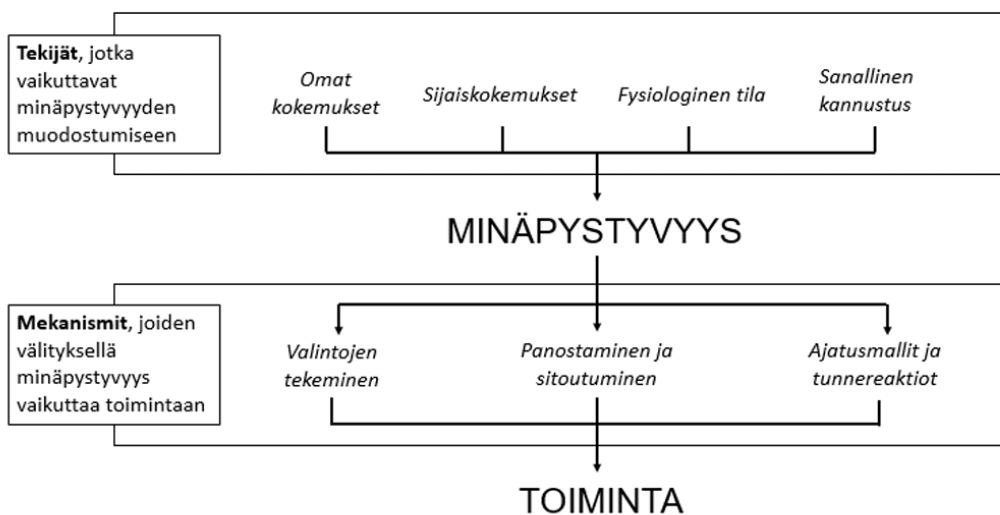 Tekijät, jotka
vaikuttavat
minäpystyvyyden
muodostumiseen
Omat
kokemukset
Sijaiskokemukset
Fysiologinen tila
Sanallinen
kannustus
MINÄPYSTYVYYS
Mekanismit, joiden
välityksellä
minäpystyvyys
vaikuttaa toimintaan
Valintojen
tekeminen
Panostaminen ja
sitoutuminen
Ajatusmallit ja
tunnereaktiot
TOIMINTA